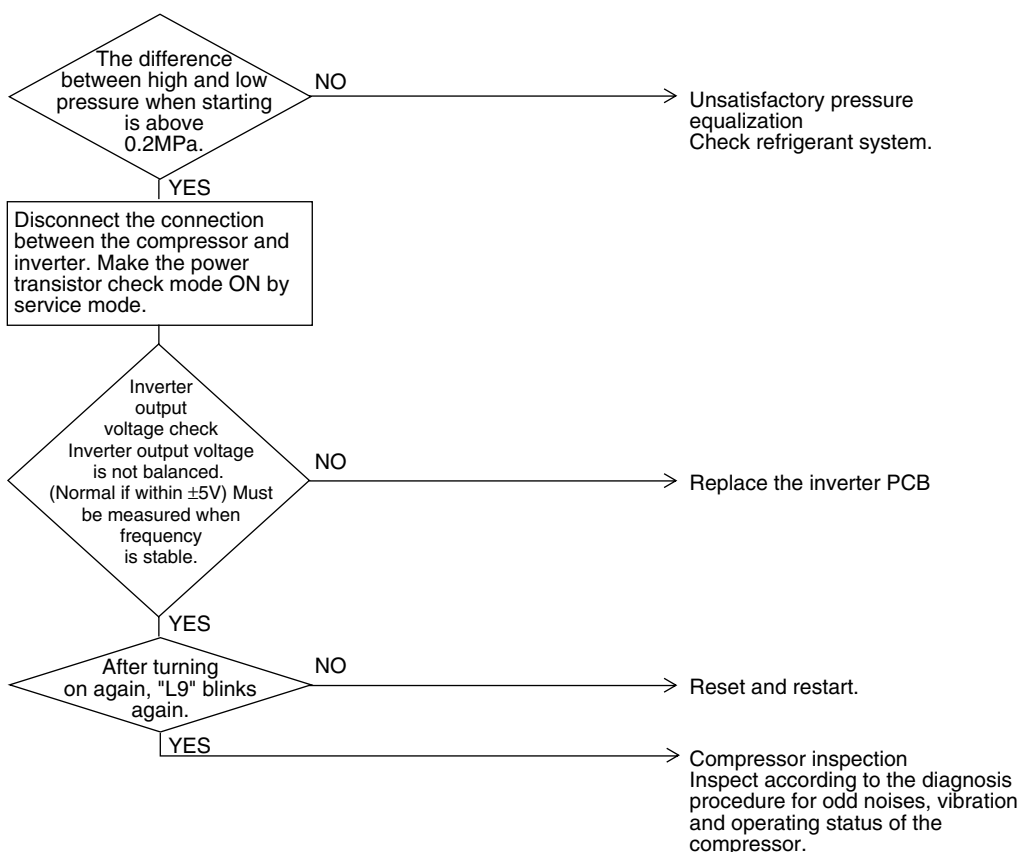 The difference
between high and low
pressure when starting
is above
0.2MPa.
NO
Unsatisfactory pressure
equalization
Check refrigerant system.
YES
Disconnect the connection
between the compressor and
inverter. Make the power
transistor check mode ON by
service mode.
Inverter
output
voltage check
Inverter output voltage
is not balanced.
(Normal if within ±5V) Must
be measured when
frequency
is stable.
NO
Replace the inverter PCB
YES
After turning
on again, "L9" blinks
again.
NO
Reset and restart.
YES
Compressor inspection
Inspect according to the diagnosis
procedure for odd noises, vibration
and operating status of the
compressor.